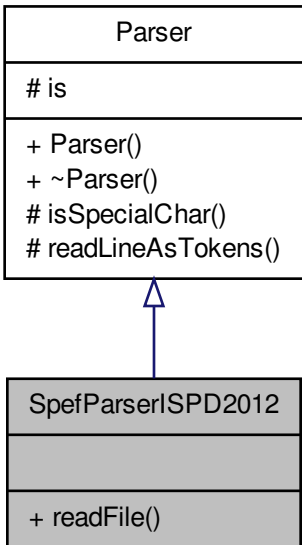 Parser
# is
+ Parser()
+ ~Parser()
# isSpecialChar()
# readLineAsTokens()
SpefParserISPD2012
+ readFile()